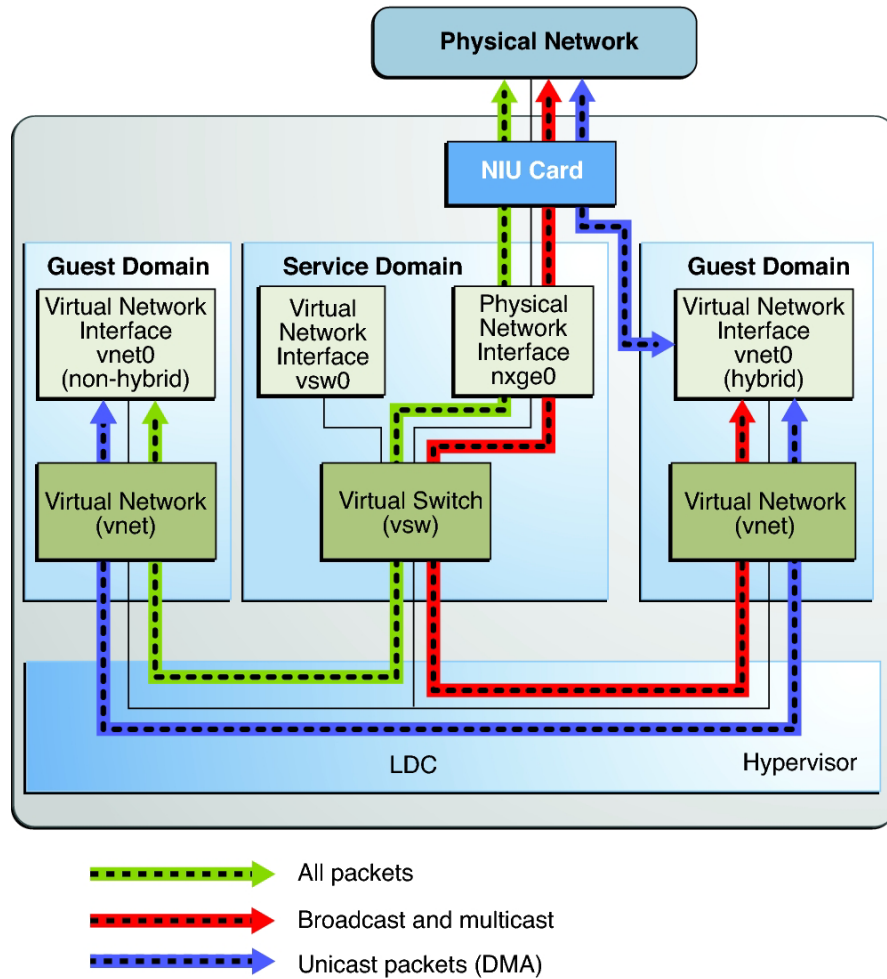 Physical Network
NIU Card
Guest Domain
Virtual Network
Interface
vnet0
(non-hybrid)
Virtual Network
(vnet)
Service Domain
Virtual
Network
Interface
vsw0
Physical
Network
Interface
nxge0
Virtual Switch
(vsw)
Guest Domain
Virtual Network
Interface
vnet0
(hybrid)
Virtual Network
(vnet)
LDC
Hypervisor
All packets
Broadcast and multicast
Unicast packets (DMA)